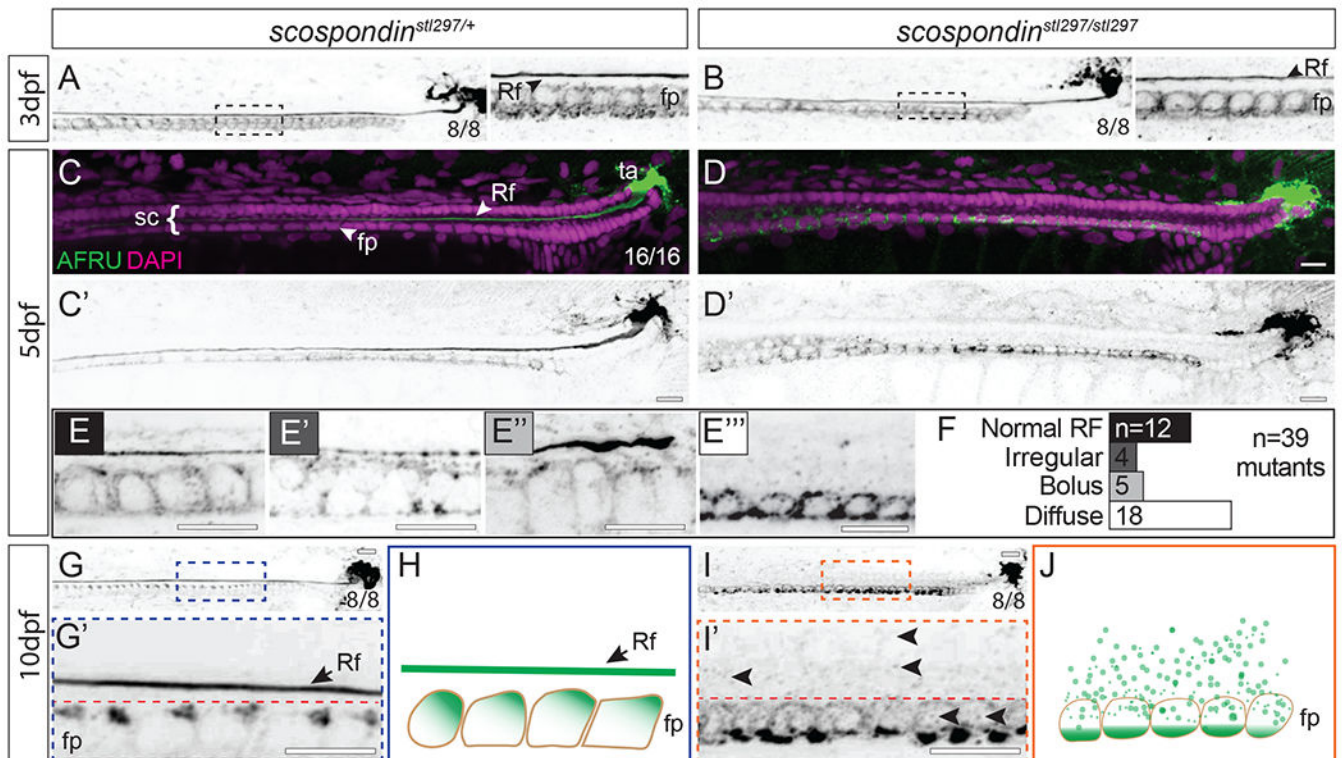 scospondin^stl297/+
scospondin^stl297/stl297
3dpf
A
Rf
fp
8/8
B
Rf
fp
8/8
5dpf
C
ta
Rf
sc {
fp
AFRU DAPI
16/16
D
C'
D'
E
E'
E''
E'''
F
Normal RF n=12
Irregular 4
Bolus 5
Diffuse 18
n=39
mutants
10dpf
G
8/8
H
Rf
fp
G'
Rf
fp
I
8/8
I'
J
fp